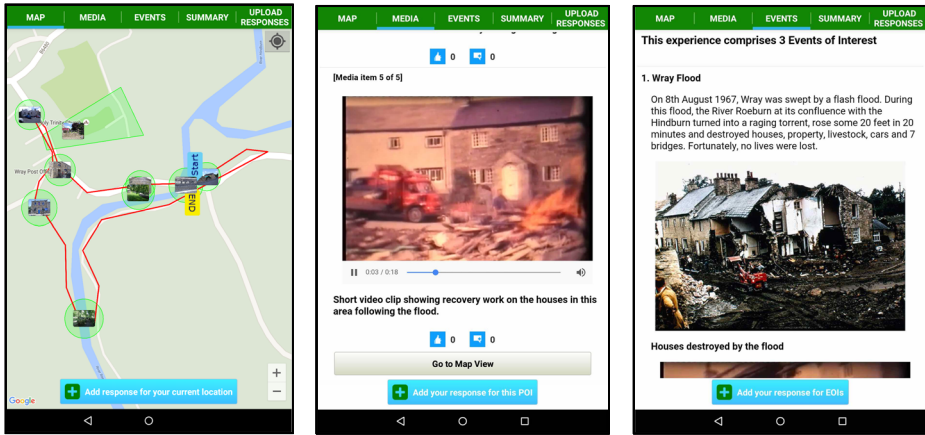 MAP
MEDIA
EVENTS
SUMMARY
UPLOAD
RESPONSES
Wray Post Off
Start
END
Add response for your current location
+
−
Google
MAP
MEDIA
EVENTS
SUMMARY
UPLOAD
RESPONSES
0
0
[Media item 5 of 5]
0:03 / 0:18
Short video clip showing recovery work on the houses in this
area following the flood.
0
0
Go to Map View
Add your response for this POI
MAP
MEDIA
EVENTS
SUMMARY
UPLOAD
RESPONSES
This experience comprises 3 Events of Interest
1. Wray Flood
On 8th August 1967, Wray was swept by a flash flood. During
this flood, the River Roeburn at its confluence with the
Hindburn turned into a raging torrent, rose some 20 feet in 20
minutes and destroyed houses, property, livestock, cars and 7
bridges. Fortunately, no lives were lost.
Houses destroyed by the flood
Add your response for EOIs